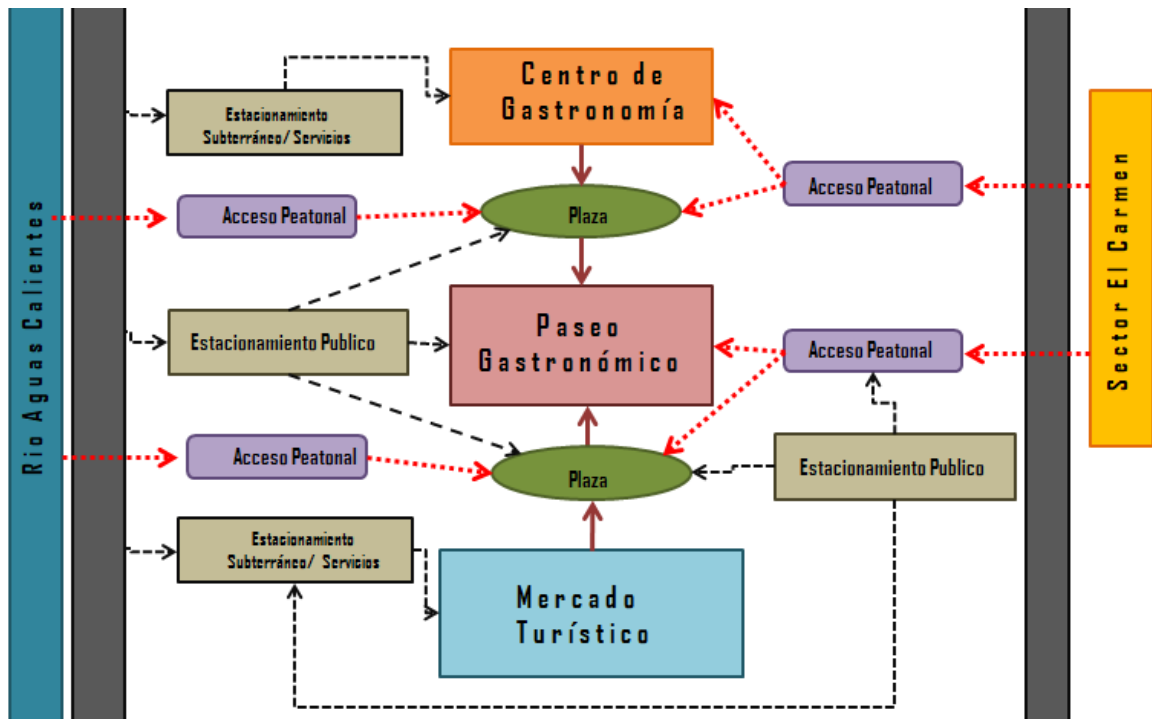 Rio Aguas Calientes
Estacionamiento
Subterráneo/ Servicios
Centro de
Gastronomía
Acceso Peatonal
Plaza
Acceso Peatonal
Sector El Carmen
Estacionamiento Publico
Paseo
Gastronómico
Acceso Peatonal
Acceso Peatonal
Plaza
Estacionamiento Publico
Estacionamiento
Subterráneo/ Servicios
Mercado
Turístico